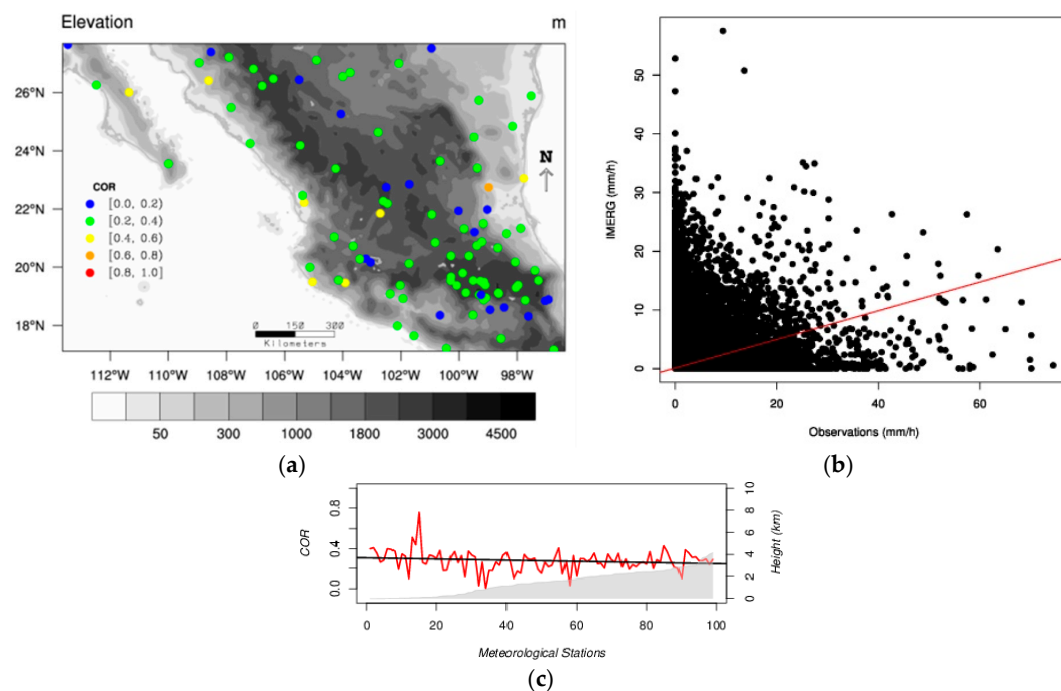 Elevation m
26°N
24°N
22°N
20°N
18°N
N
COR
[0.0, 0.2)
[0.2, 0.4)
[0.4, 0.6)
[0.6, 0.8)
[0.8, 1.0]
0 150 300
Kilometers
112°W 110°W 108°W 106°W 104°W 102°W 100°W 98°W
50 300 1000 1800 3000 4500
(a)
IMERG (mm/h)
50
40
30
20
10
0
0 20 40 60
Observations (mm/h)
(b)
COR
0.8
0.4
0.0
10
8
6
4
2
0
Height (km)
0 20 40 60 80 100
Meteorological Stations
(c)